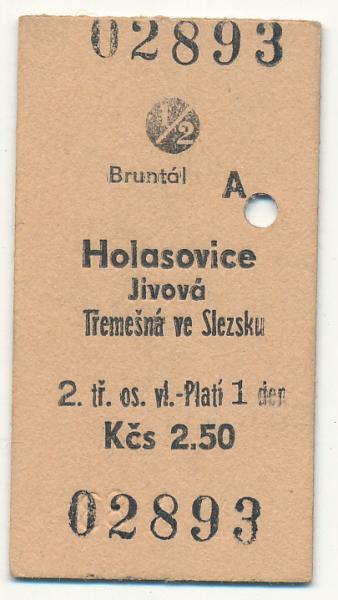 02893
1/2
Bruntál A
Holasovice
Jivová
Třemešná ve Slezsku
2. tř. os. vl.-Platí 1 den
Kčs 2.50
02893